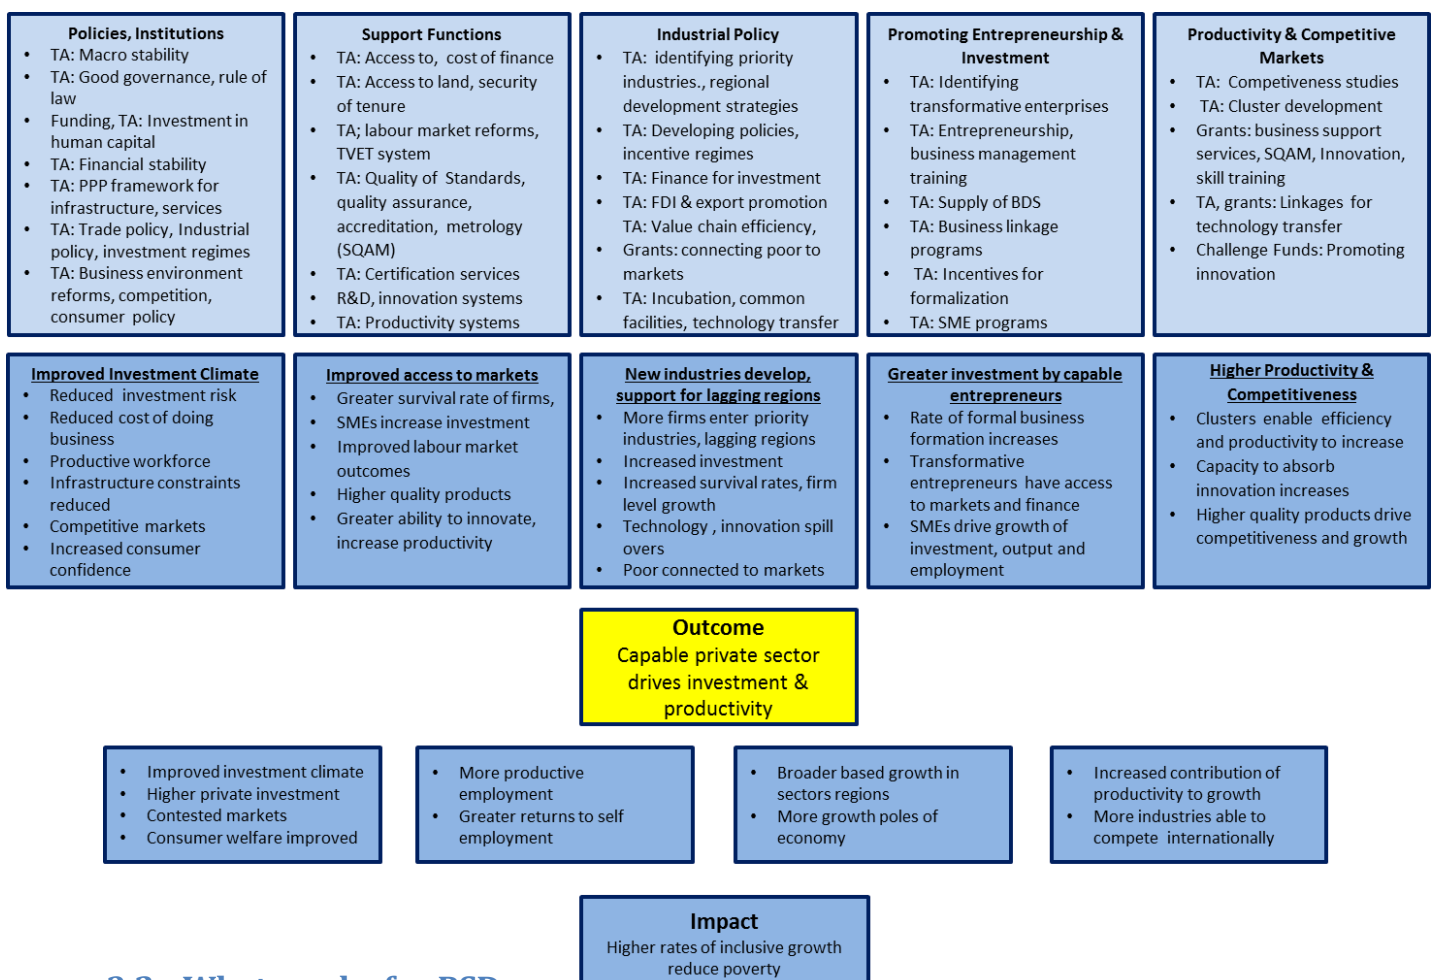 Policies, Institutions
• TA: Macro stability
• TA: Good governance, rule of
law
• Funding, TA: Investment in
human capital
• TA: Financial stability
• TA: PPP framework for
infrastructure, services
• TA: Trade policy, Industrial
policy, investment regimes
• TA: Business environment
reforms, competition,
consumer policy
Support Functions
• TA: Access to, cost of finance
• TA: Access to land, security
of tenure
• TA; labour market reforms,
TVET system
• TA: Quality of Standards,
quality assurance,
accreditation, metrology
(SQAM)
• TA: Certification services
• R&D, innovation systems
• TA: Productivity systems
Industrial Policy
• TA: identifying priority
industries., regional
development strategies
• TA: Developing policies,
incentive regimes
• TA: Finance for investment
• TA: FDI & export promotion
TA: Value chain efficiency,
• Grants: connecting poor to
markets
• TA: Incubation, common
facilities, technology transfer
Promoting Entrepreneurship &
Investment
• TA: Identifying
transformative enterprises
• TA: Entrepreneurship,
business management
training
• TA: Supply of BDS
• TA: Business linkage
programs
• TA: Incentives for
formalization
• TA: SME programs
Productivity & Competitive
Markets
• TA: Competiveness studies
• TA: Cluster development
• Grants: business support
services, SQAM, Innovation,
skill training
• TA, grants: Linkages for
technology transfer
• Challenge Funds: Promoting
innovation
Improved Investment Climate
• Reduced investment risk
• Reduced cost of doing
business
• Productive workforce
• Infrastructure constraints
reduced
• Competitive markets
• Increased consumer
confidence
Improved access to markets
• Greater survival rate of firms,
• SMEs increase investment
• Improved labour market
outcomes
• Higher quality products
• Greater ability to innovate,
increase productivity
New industries develop,
support for lagging regions
• More firms enter priority
industries, lagging regions
• Increased investment
• Increased survival rates, firm
level growth
• Technology , innovation spill
overs
• Poor connected to markets
Greater investment by capable
entrepreneurs
• Rate of formal business
formation increases
• Transformative
entrepreneurs have access
to markets and finance
• SMEs drive growth of
investment, output and
employment
Higher Productivity &
Competitiveness
• Clusters enable efficiency
and productivity to increase
• Capacity to absorb
innovation increases
• Higher quality products drive
competitiveness and growth
Outcome
Capable private sector
drives investment &
productivity
• Improved investment climate
• Higher private investment
• Contested markets
• Consumer welfare improved
• More productive
employment
• Greater returns to self
employment
• Broader based growth in
sectors regions
• More growth poles of
economy
• Increased contribution of
productivity to growth
• More industries able to
compete internationally
Impact
Higher rates of inclusive growth
reduce poverty